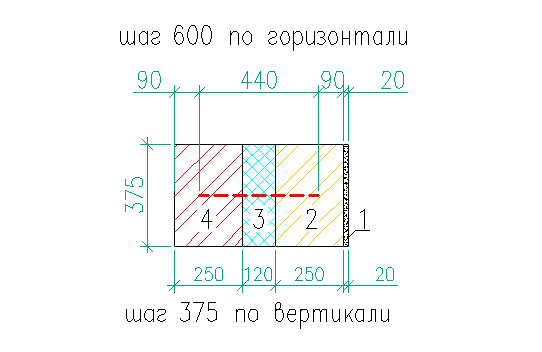 шаг 600 по горизонтали
90 440 90 20
375
4 3 2 1
250 120 250 20
шаг 375 по вертикали